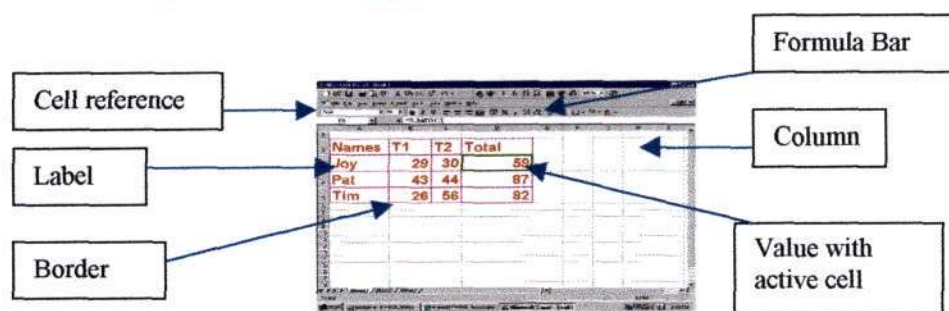 Formula Bar
Cell reference
Column
Names T1 T2 Total
Joy 29 30 59
Label
Pat 43 44 87
Tim 26 56 82
Border
Value with
active cell